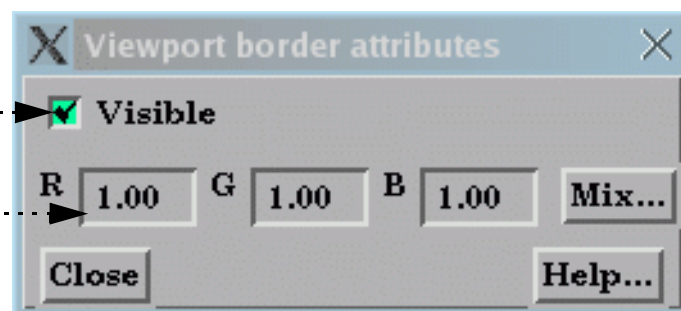 Viewport border attributes
Visible
R 1.00 G 1.00 B 1.00 Mix...
Close Help...